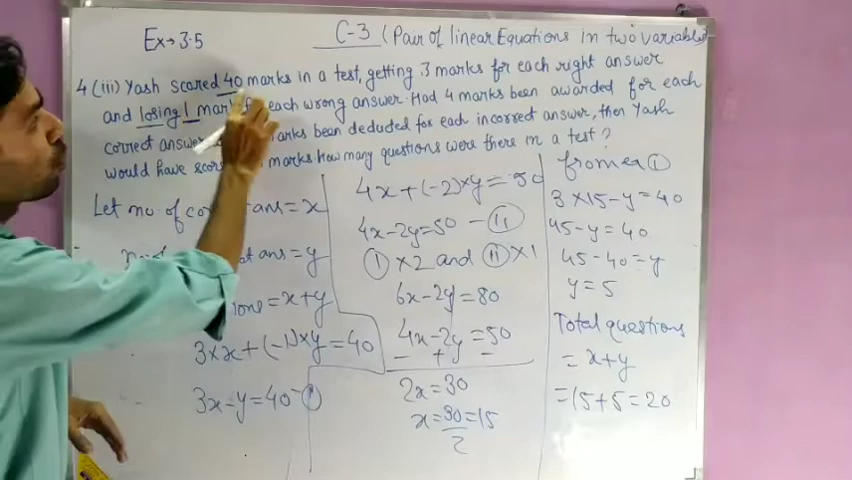 Ex→3.5
C-3 (Pair of linear Equations in two variables)
4 (iii) Yash scored 40 marks in a test, getting 3 marks for each right answer
and losing 1 mark each wrong answer. Had 4 marks been awarded for each
correct answer marks been deducted for each incorrect answer, then Yash
would have marks. How many questions were there in a test?
Let no of ans = x
ans = y
= x+y
3×x+(-1)×y=40
3x-y=40 - ①
4x+(-2)×y=50
4x-2y=50 - ⑪
① ×2 and ⑪×1
6x-2y=80
4x-2y=50
- + -
2x=30
x=30/2=15
from eq ①
3×15-y=40
45-y=40
45-40=y
y=5
Total questions
= x+y
=15+5=20